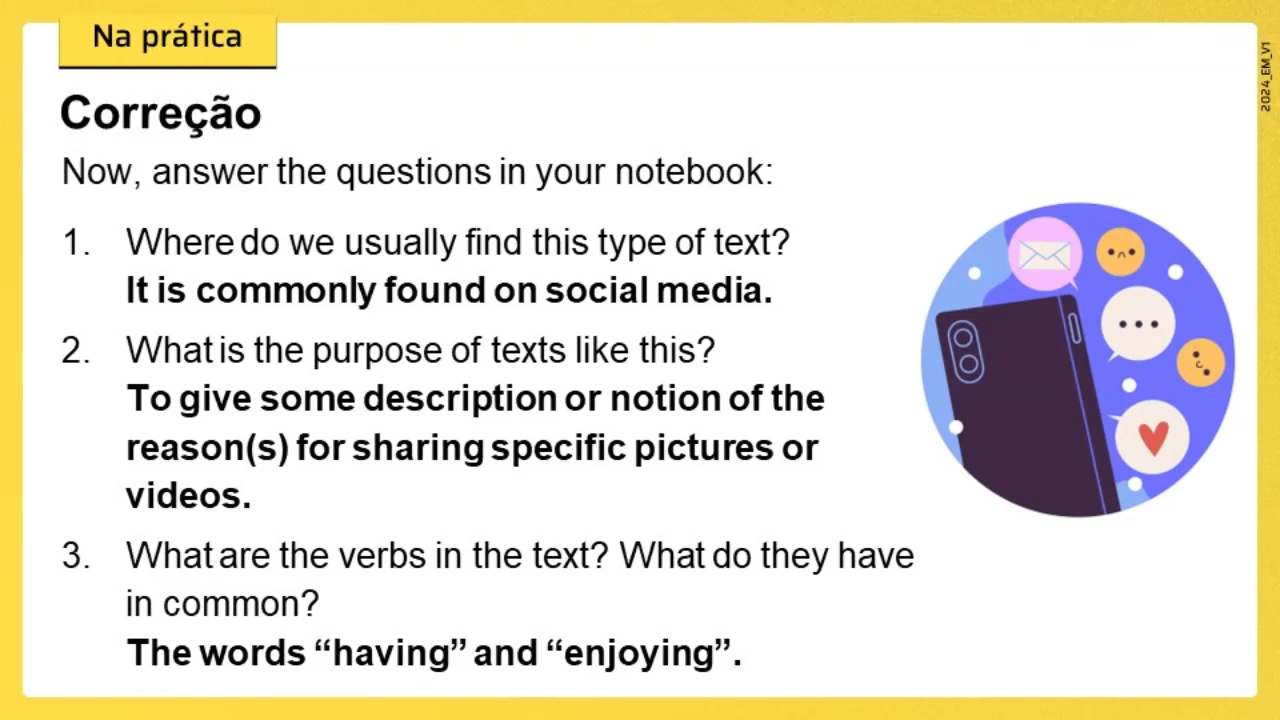 Na prática
2024_EM_V1
Correção
Now, answer the questions in your notebook:
1. Where do we usually find this type of text?
It is commonly found on social media.
2. What is the purpose of texts like this?
To give some description or notion of the
reason(s) for sharing specific pictures or
videos.
3. What are the verbs in the text? What do they have
in common?
The words “having” and “enjoying”.